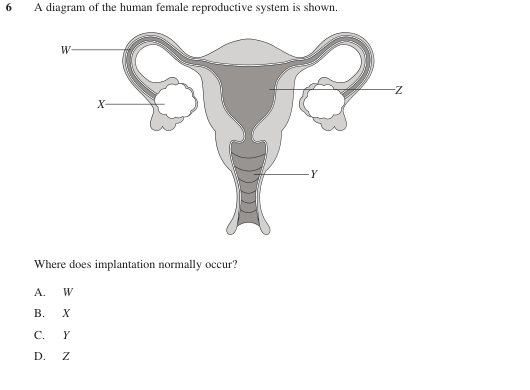 6 A diagram of the human female reproductive system is shown.
W
X
Z
Y
Where does implantation normally occur?
A. W
B. X
C. Y
D. Z